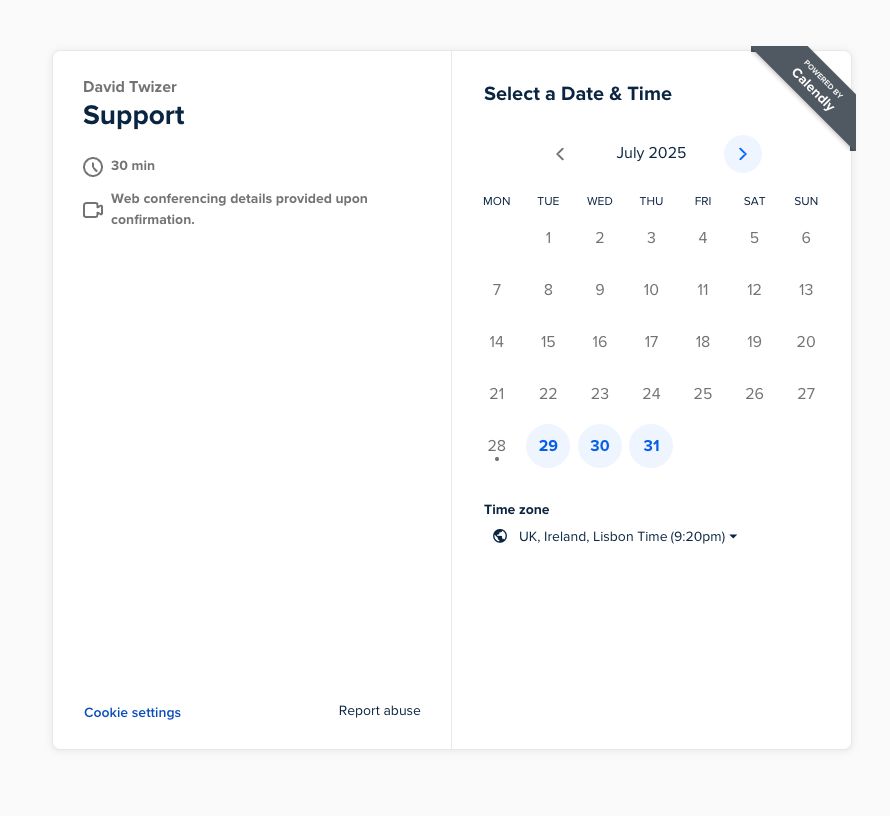 David Twizer
Support
30 min
Web conferencing details provided upon
confirmation.
Cookie settings
Report abuse
Select a Date & Time
POWERED BY
Calendly
July 2025
MON TUE WED THU FRI SAT SUN
1 2 3 4 5 6
7 8 9 10 11 12 13
14 15 16 17 18 19 20
21 22 23 24 25 26 27
28 29 30 31
Time zone
UK, Ireland, Lisbon Time (9:20pm)